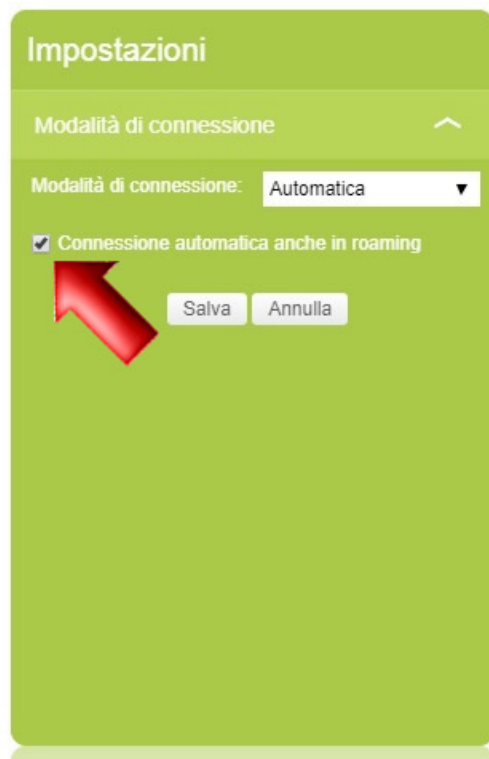 Impostazioni
Modalità di connessione
Modalità di connessione: Automatica
Connessione automatica anche in roaming
Salva Annulla